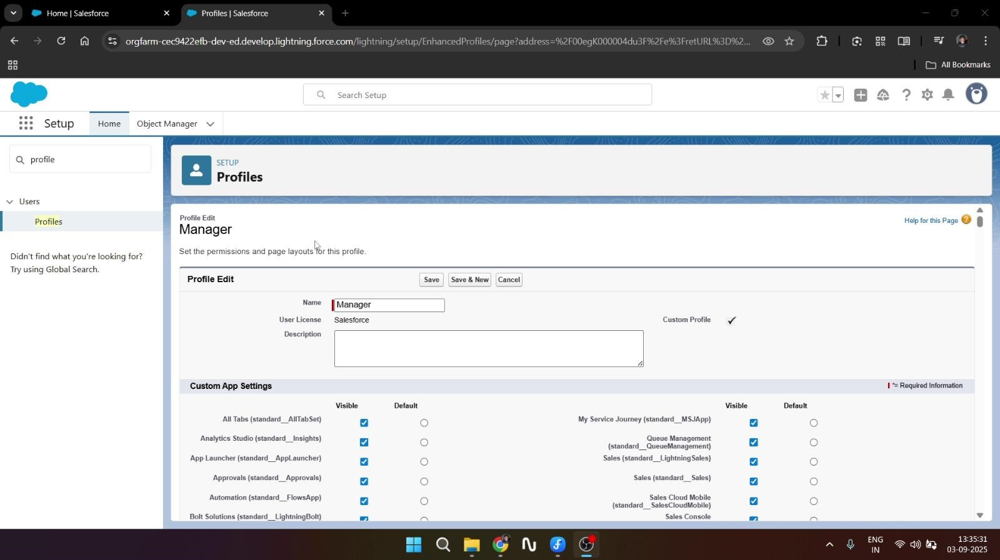 Home | Salesforce
Profiles | Salesforce
orgfarm-cec9422efb-dev-ed.develop.lightning.force.com/lightning/setup/EnhancedProfiles/page?address=%2F00egK000004du3F%2Fe%3FretURL%3D%2...
All Bookmarks
Search Setup
Setup
Home
Object Manager
profile
Users
Profiles
Didn't find what you're looking for?
Try using Global Search.
SETUP
Profiles
Profile Edit
Manager
Help for this Page ?
Set the permissions and page layouts for this profile.
Profile Edit
Save
Save & New
Cancel
Name
Manager
User License
Salesforce
Custom Profile
Description
Custom App Settings
*= Required Information
Visible Default Visible Default
All Tabs (standard__AllTabSet)
My Service Journey (standard__MSJApp)
Analytics Studio (standard__Insights)
Queue Management
(standard__QueueManagement)
App Launcher (standard__AppLauncher)
Sales (standard__LightningSales)
Approvals (standard__Approvals)
Sales (standard__Sales)
Automation (standard__FlowsApp)
Sales Cloud Mobile
(standard__SalesCloudMobile)
Bolt Solutions (standard__LightningBolt)
Sales Console
ENG
IN
13:35:31
03-09-2025